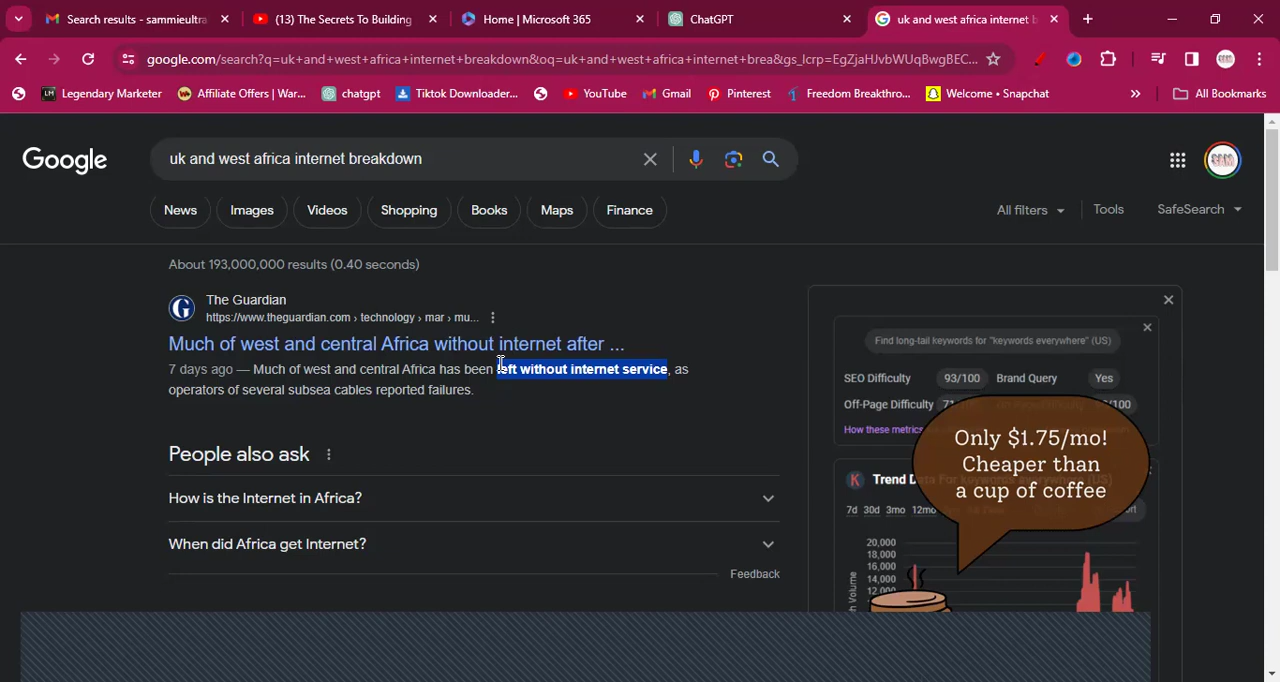 Search results - sammieultra
(13) The Secrets To Building
Home | Microsoft 365
ChatGPT
uk and west africa internet b
google.com/search?q=uk+and+west+africa+internet+breakdown&oq=uk+and+west+africa+internet+brea&gs_lcrp=EgZjaHJvbWUqBwgBEC...
Legendary Marketer
Affiliate Offers | War...
chatgpt
Tiktok Downloader...
YouTube
Gmail
Pinterest
Freedom Breakthro...
Welcome • Snapchat
All Bookmarks
Google
uk and west africa internet breakdown
SAM
News
Images
Videos
Shopping
Books
Maps
Finance
All filters
Tools
SafeSearch
About 193,000,000 results (0.40 seconds)
The Guardian
https://www.theguardian.com › technology › mar › mu...
Much of west and central Africa without internet after ...
7 days ago — Much of west and central Africa has been left without internet service, as
operators of several subsea cables reported failures.
People also ask
How is the Internet in Africa?
When did Africa get Internet?
Feedback
Find long-tail keywords for "keywords everywhere" (US)
SEO Difficulty
93/100
Brand Query
Yes
Off-Page Difficulty
How these metrics
Only $1.75/mo!
Cheaper than
a cup of coffee
Trend
7d 30d 3mo 12mo
20,000
18,000
16,000
14,000
12,000